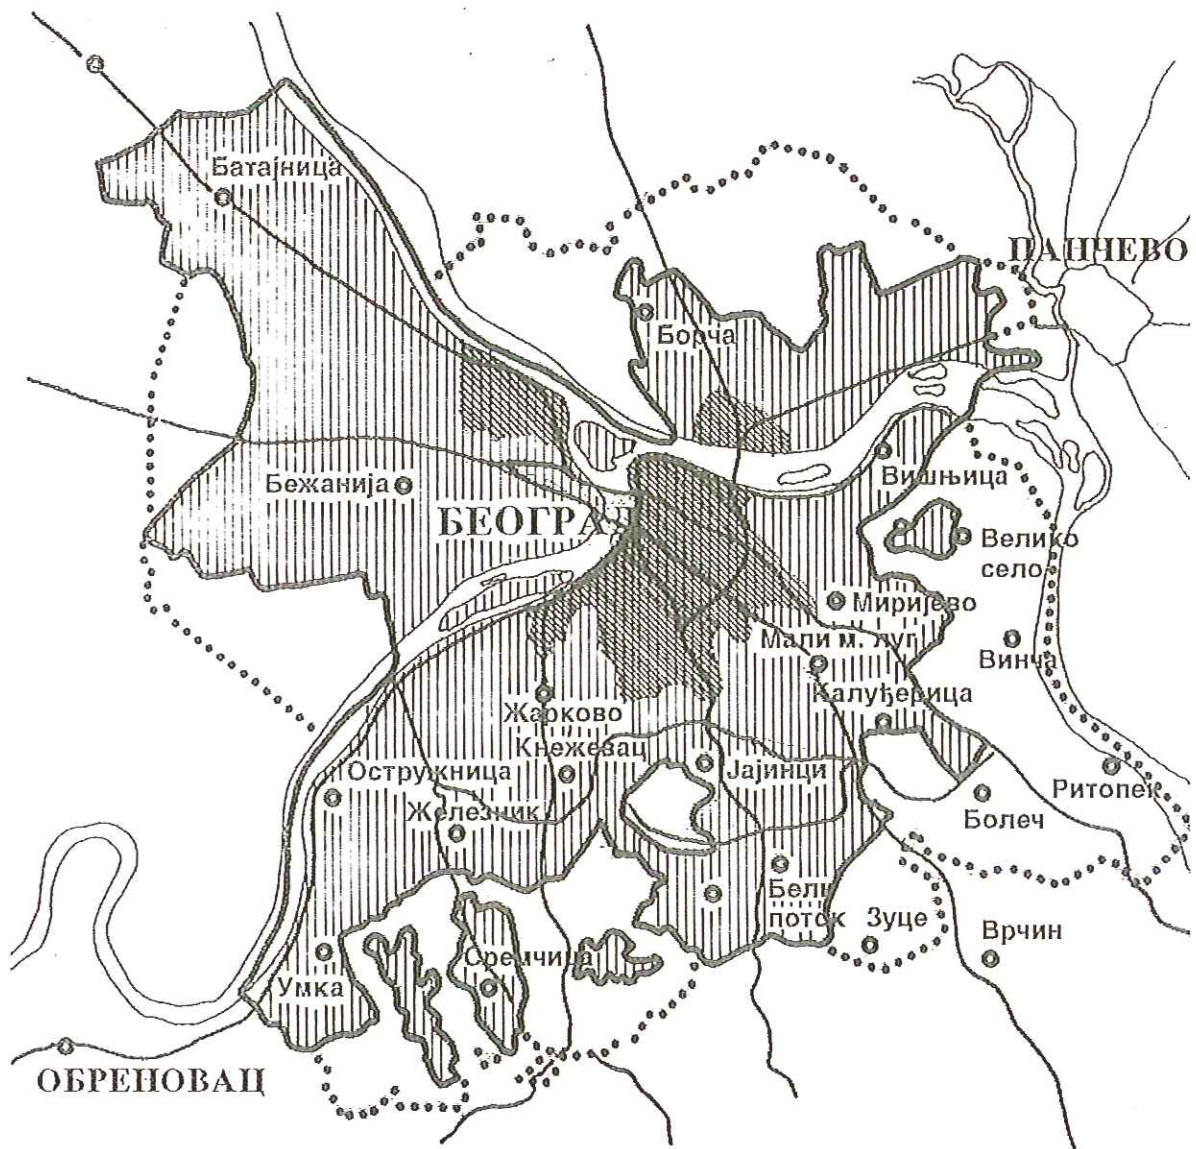 Батајница
ПАНЧЕВО
Борча
Вишњица
Бежанија
БЕОГРАД
Велико
село
Миријево
Мали м. луг
Винча
Калуђерица
Жарково
Кнежевац
Јајинци
Остружница
Железник
Ритопек
Болеч
Бели
поток
Зуце
Врчин
Сремчица
Умка
ОБРЕНОВАЦ